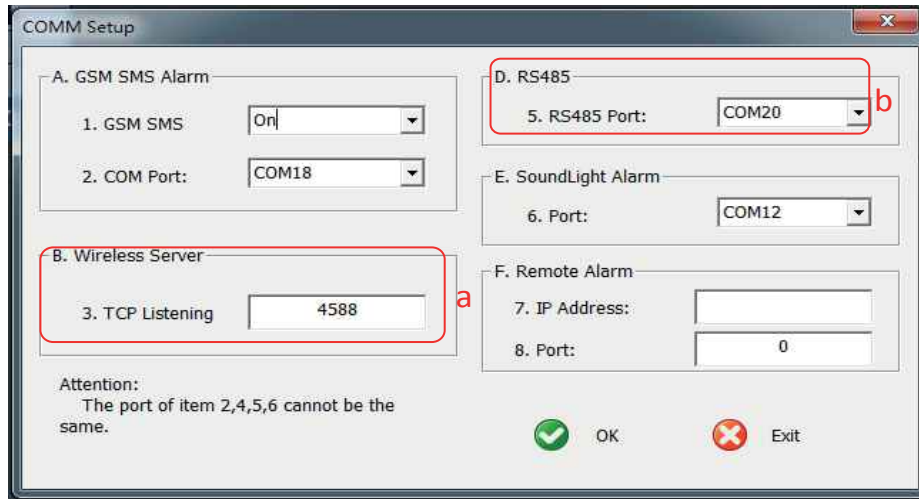 COMM Setup
A. GSM SMS Alarm
1. GSM SMS
On
2. COM Port:
COM18
B. Wireless Server
3. TCP Listening
4588
a
Attention:
The port of item 2,4,5,6 cannot be the
same.
D. RS485
5. RS485 Port:
COM20
b
E. SoundLight Alarm
6. Port:
COM12
F. Remote Alarm
7. IP Address:
8. Port:
0
OK
Exit